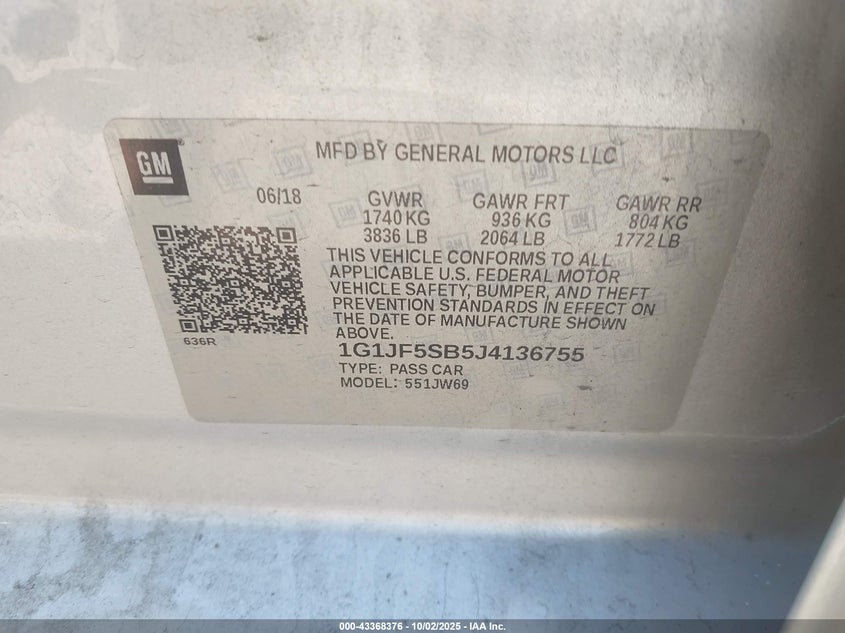 GM
MFD BY GENERAL MOTORS LLC
06/18 GVWR GAWR FRT GAWR RR
1740 KG 936 KG 804 KG
3836 LB 2064 LB 1772 LB
THIS VEHICLE CONFORMS TO ALL
APPLICABLE U.S. FEDERAL MOTOR
VEHICLE SAFETY, BUMPER, AND THEFT
PREVENTION STANDARDS IN EFFECT ON
THE DATE OF MANUFACTURE SHOWN
ABOVE.
636R
1G1JF5SB5J4136755
TYPE: PASS CAR
MODEL: 551JW69
000-43368376 - 10/02/2025 - IAA Inc.